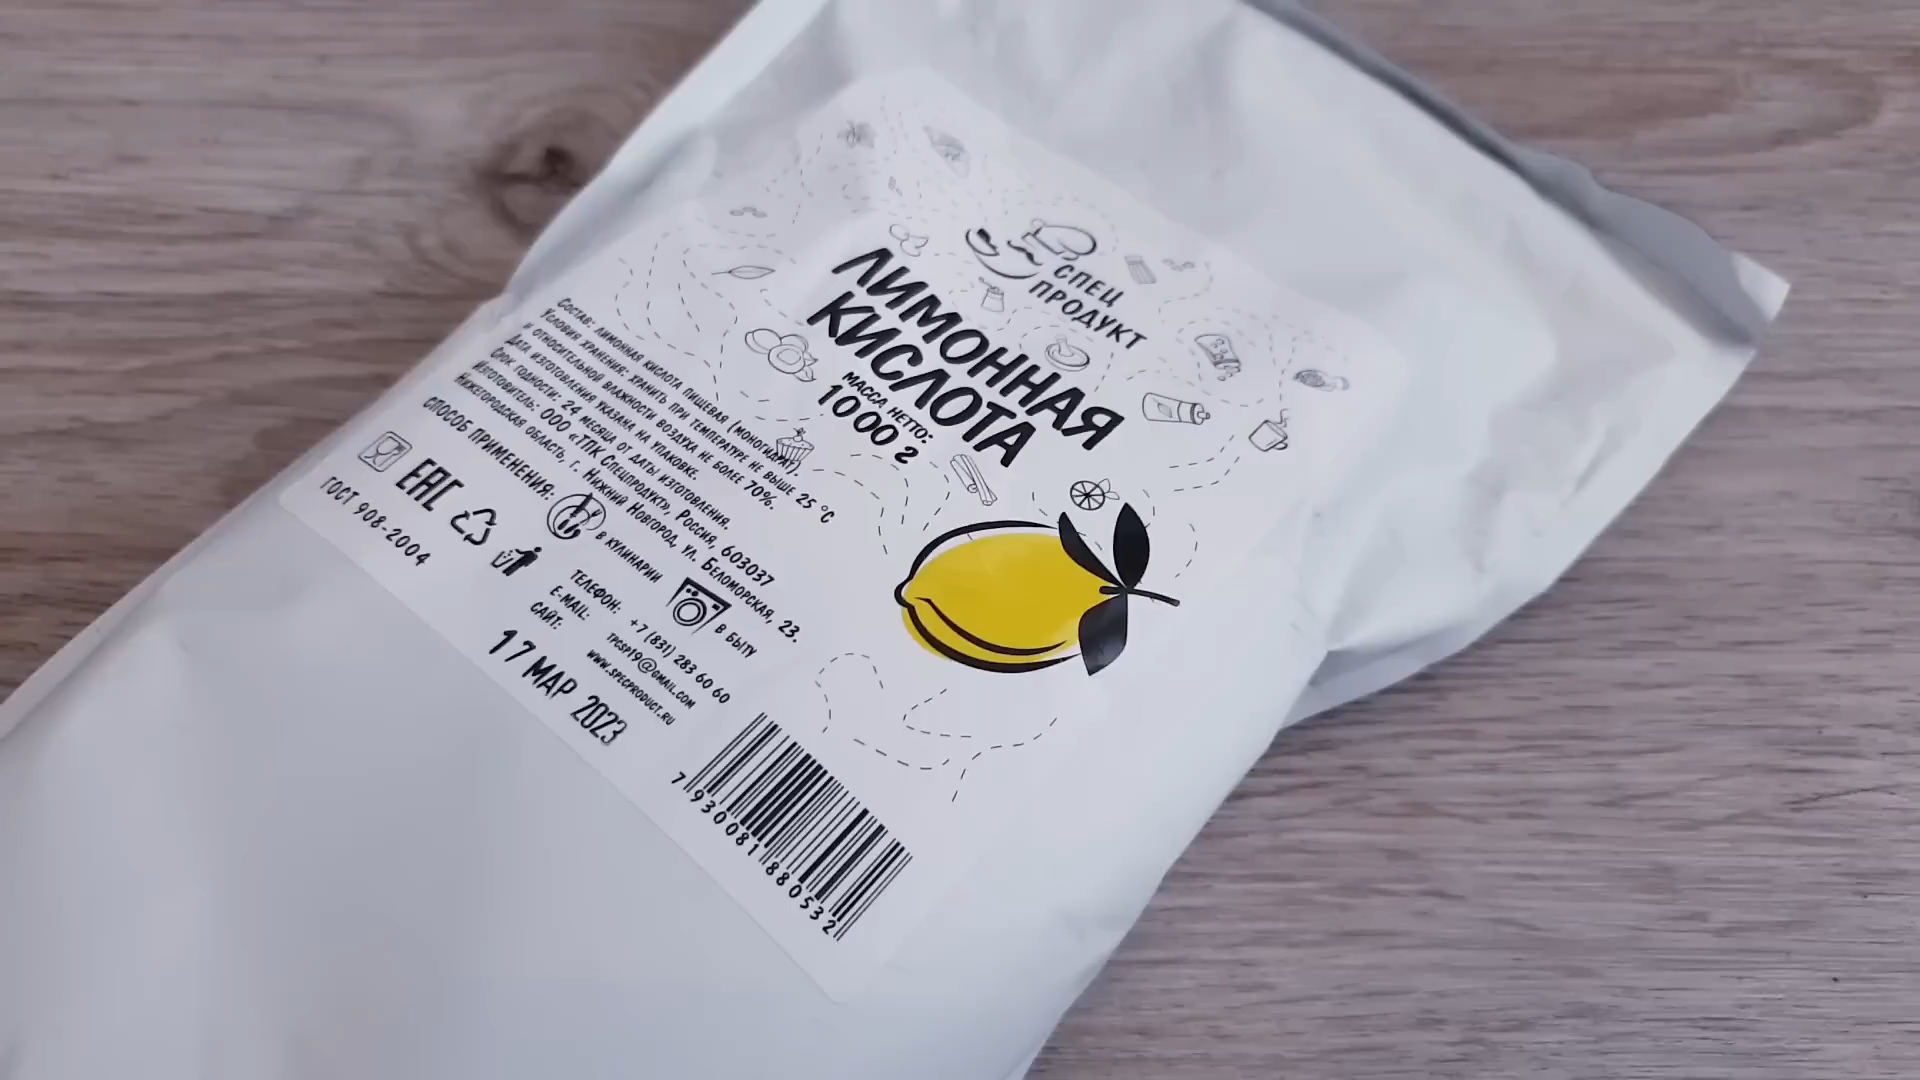 СПЕЦ
ПРОДУКТ
ЛИМОННАЯ
КИСЛОТА
МАССА НЕТТО:
1000 г
Состав: лимонная кислота пищевая (моногидрат).
Условия хранения: хранить при температуре не выше 25 °С
и относительной влажности воздуха не более 70%.
Дата изготовления указана на упаковке.
Срок годности: 24 месяца от даты изготовления.
Изготовитель: ООО «ТПК Спецпродукт», Россия, 603037
Нижегородская область, г. Нижний Новгород, ул. Беломорская, 23.
СПОСОБ ПРИМЕНЕНИЯ:
В КУЛИНАРИИ
В БЫТУ
EAC
ГОСТ 908-2004
ТЕЛЕФОН: +7 (831) 283 60 60
E-MAIL: TPCSP19@GMAIL.COM
САЙТ: WWW.SPECPRODUCT.RU
17 МАР 2023
7930081880532